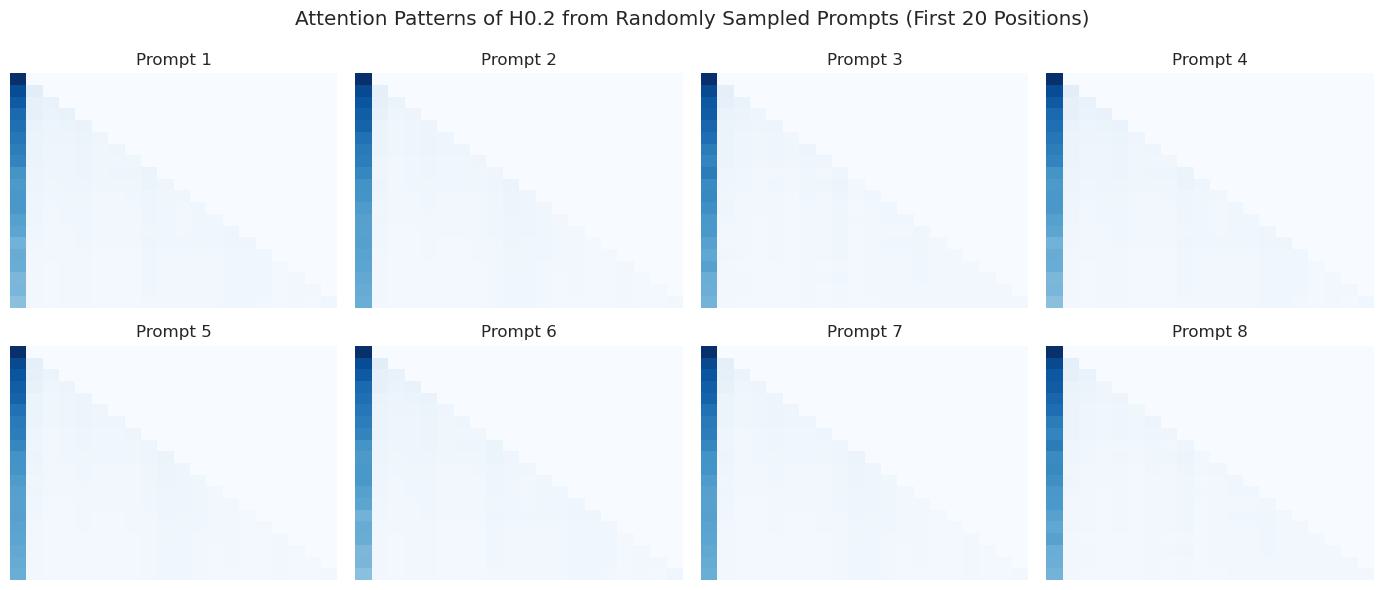 Attention Patterns of H0.2 from Randomly Sampled Prompts (First 20 Positions)
Prompt 1
Prompt 2
Prompt 3
Prompt 4
Prompt 5
Prompt 6
Prompt 7
Prompt 8